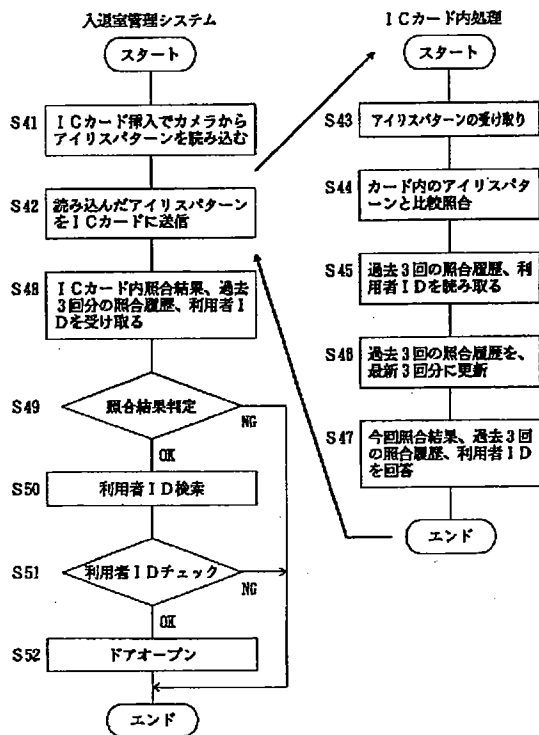 入退室管理システム
スタート
S41
ICカード挿入でカメラから
アイリスパターンを読み込む
S42
読み込んだアイリスパターン
をICカードに送信
S48
ICカード内照合結果、過去
3回分の照合履歴、利用者I
Dを受け取る
S49
照合結果判定
NG
OK
S50
利用者ID検索
S51
利用者IDチェック
NG
OK
S52
ドアオープン
エンド
ICカード内処理
スタート
S43
アイリスパターンの受け取り
S44
カード内のアイリスパタ
ーンと比較照合
S45
過去3回の照合履歴、利
用者IDを読み取る
S46
過去3回の照合履歴を、
最新3回分に更新
S47
今回照合結果、過去3回
の照合履歴、利用者ID
を回答
エンド